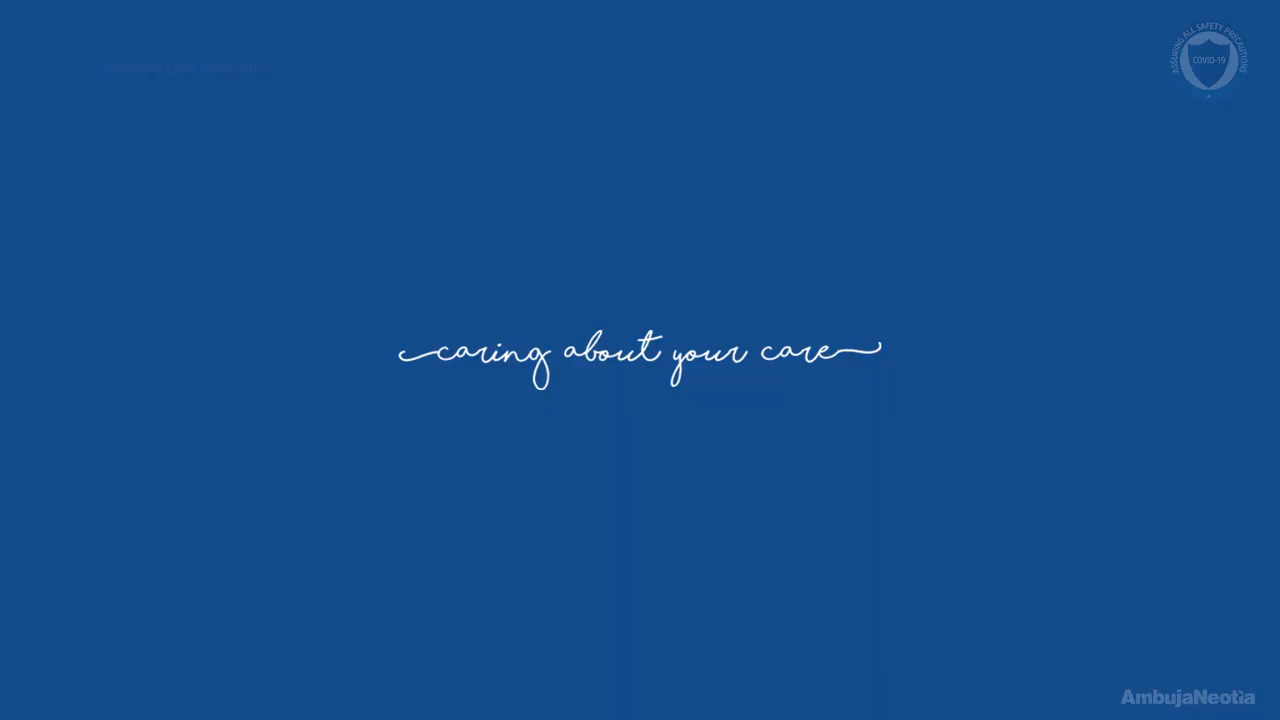 ASSURING ALL SAFETY PRECAUTIONS
COVID-19
caring about your care
AmbujaNeotia